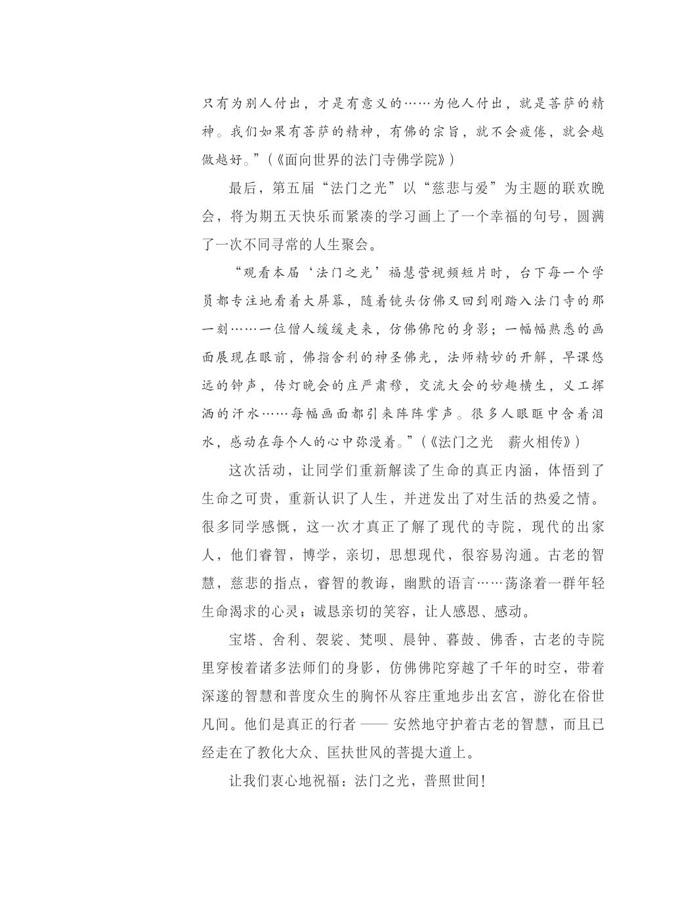 只有为别人付出，才是有意义的……为他人付出，就是菩萨的精
神。我们如果有菩萨的精神，有佛的宗旨，就不会疲倦，就会越
做越好。”（《面向世界的法门寺佛学院》）
最后，第五届“法门之光”以“慈悲与爱”为主题的联欢晚
会，将为期五天快乐而紧凑的学习画上了一个幸福的句号，圆满
了一次不同寻常的人生聚会。
“观看本届‘法门之光’福慧营视频短片时，台下每一个学
员都专注地看着大屏幕，随着镜头仿佛又回到刚踏入法门寺的那
一刻……一位僧人缓缓走来，仿佛佛陀的身影；一幅幅熟悉的画
面展现在眼前，佛指舍利的神圣佛光，法师精妙的开解，早课悠
远的钟声，传灯晚会的庄严肃穆，交流大会的妙趣横生，义工挥
洒的汗水……每幅画面都引来阵阵掌声。很多人眼眶中含着泪
水，感动在每个人的心中弥漫着。”（《法门之光　薪火相传》）
这次活动，让同学们重新解读了生命的真正内涵，体悟到了
生命之可贵，重新认识了人生，并迸发出了对生活的热爱之情。
很多同学感慨，这一次才真正了解了现代的寺院，现代的出家
人，他们睿智，博学，亲切，思想现代，很容易沟通。古老的智
慧，慈悲的指点，睿智的教诲，幽默的语言……荡涤着一群年轻
生命渴求的心灵；诚恳亲切的笑容，让人感恩、感动。
宝塔、舍利、袈裟、梵呗、晨钟、暮鼓、佛香，古老的寺院
里穿梭着诸多法师们的身影，仿佛佛陀穿越了千年的时空，带着
深邃的智慧和普度众生的胸怀从容庄重地步出玄宫，游化在俗世
凡间。他们是真正的行者 —— 安然地守护着古老的智慧，而且已
经走在了教化大众、匡扶世风的菩提大道上。
让我们衷心地祝福：法门之光，普照世间！